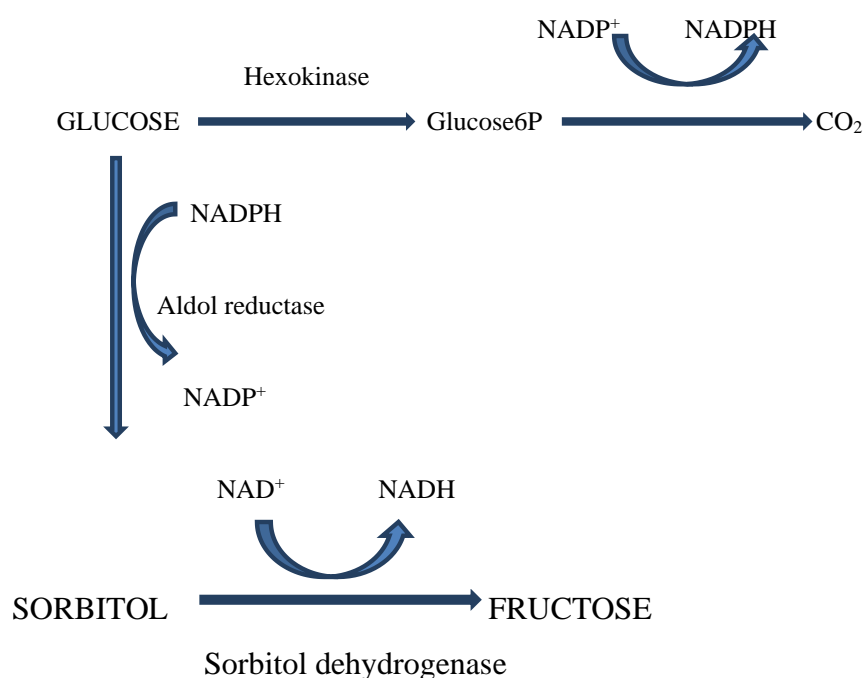 NADP⁺ NADPH
Hexokinase
GLUCOSE Glucose6P CO₂
NADPH
Aldol reductase
NADP⁺
NAD⁺ NADH
SORBITOL FRUCTOSE
Sorbitol dehydrogenase